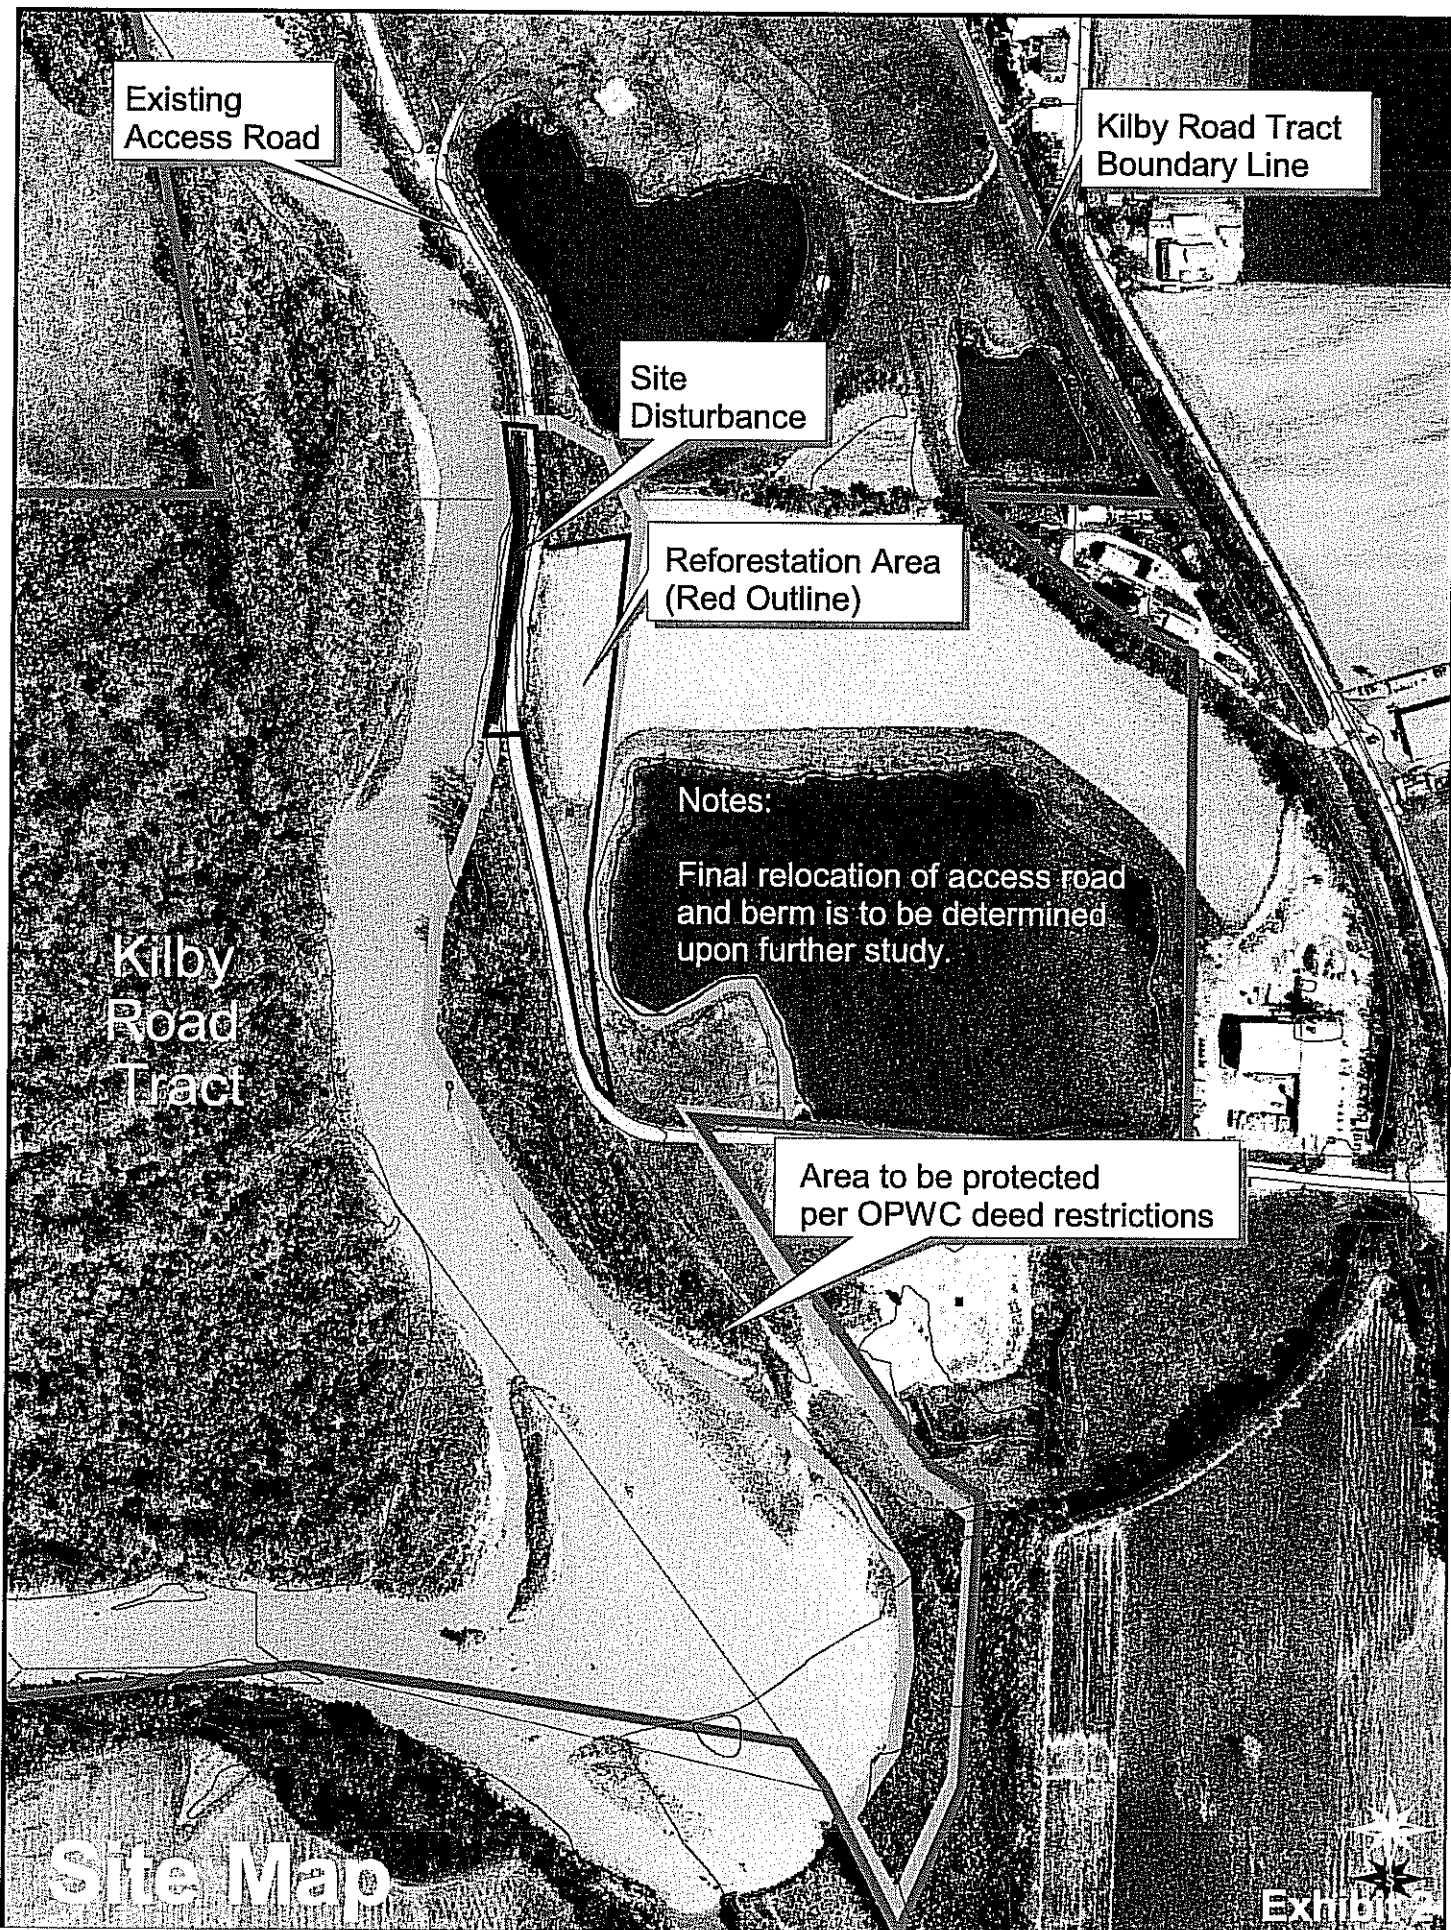 Existing
Access Road
Kilby Road Tract
Boundary Line
Site
Disturbance
Reforestation Area
(Red Outline)
Notes:
Final relocation of access road
and berm is to be determined
upon further study.
Kilby
Road
Tract
Area to be protected
per OPWC deed restrictions
Site Map
Exhibit 2